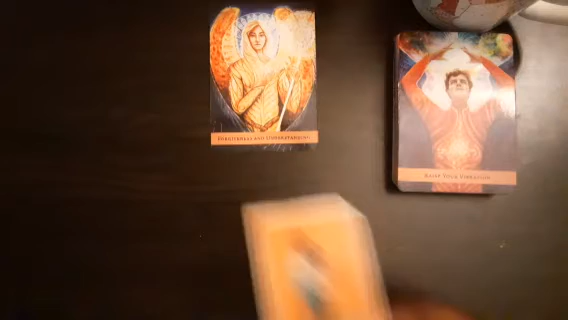 FORGIVENESS AND UNDERSTANDING
RAISE YOUR VIBRATION